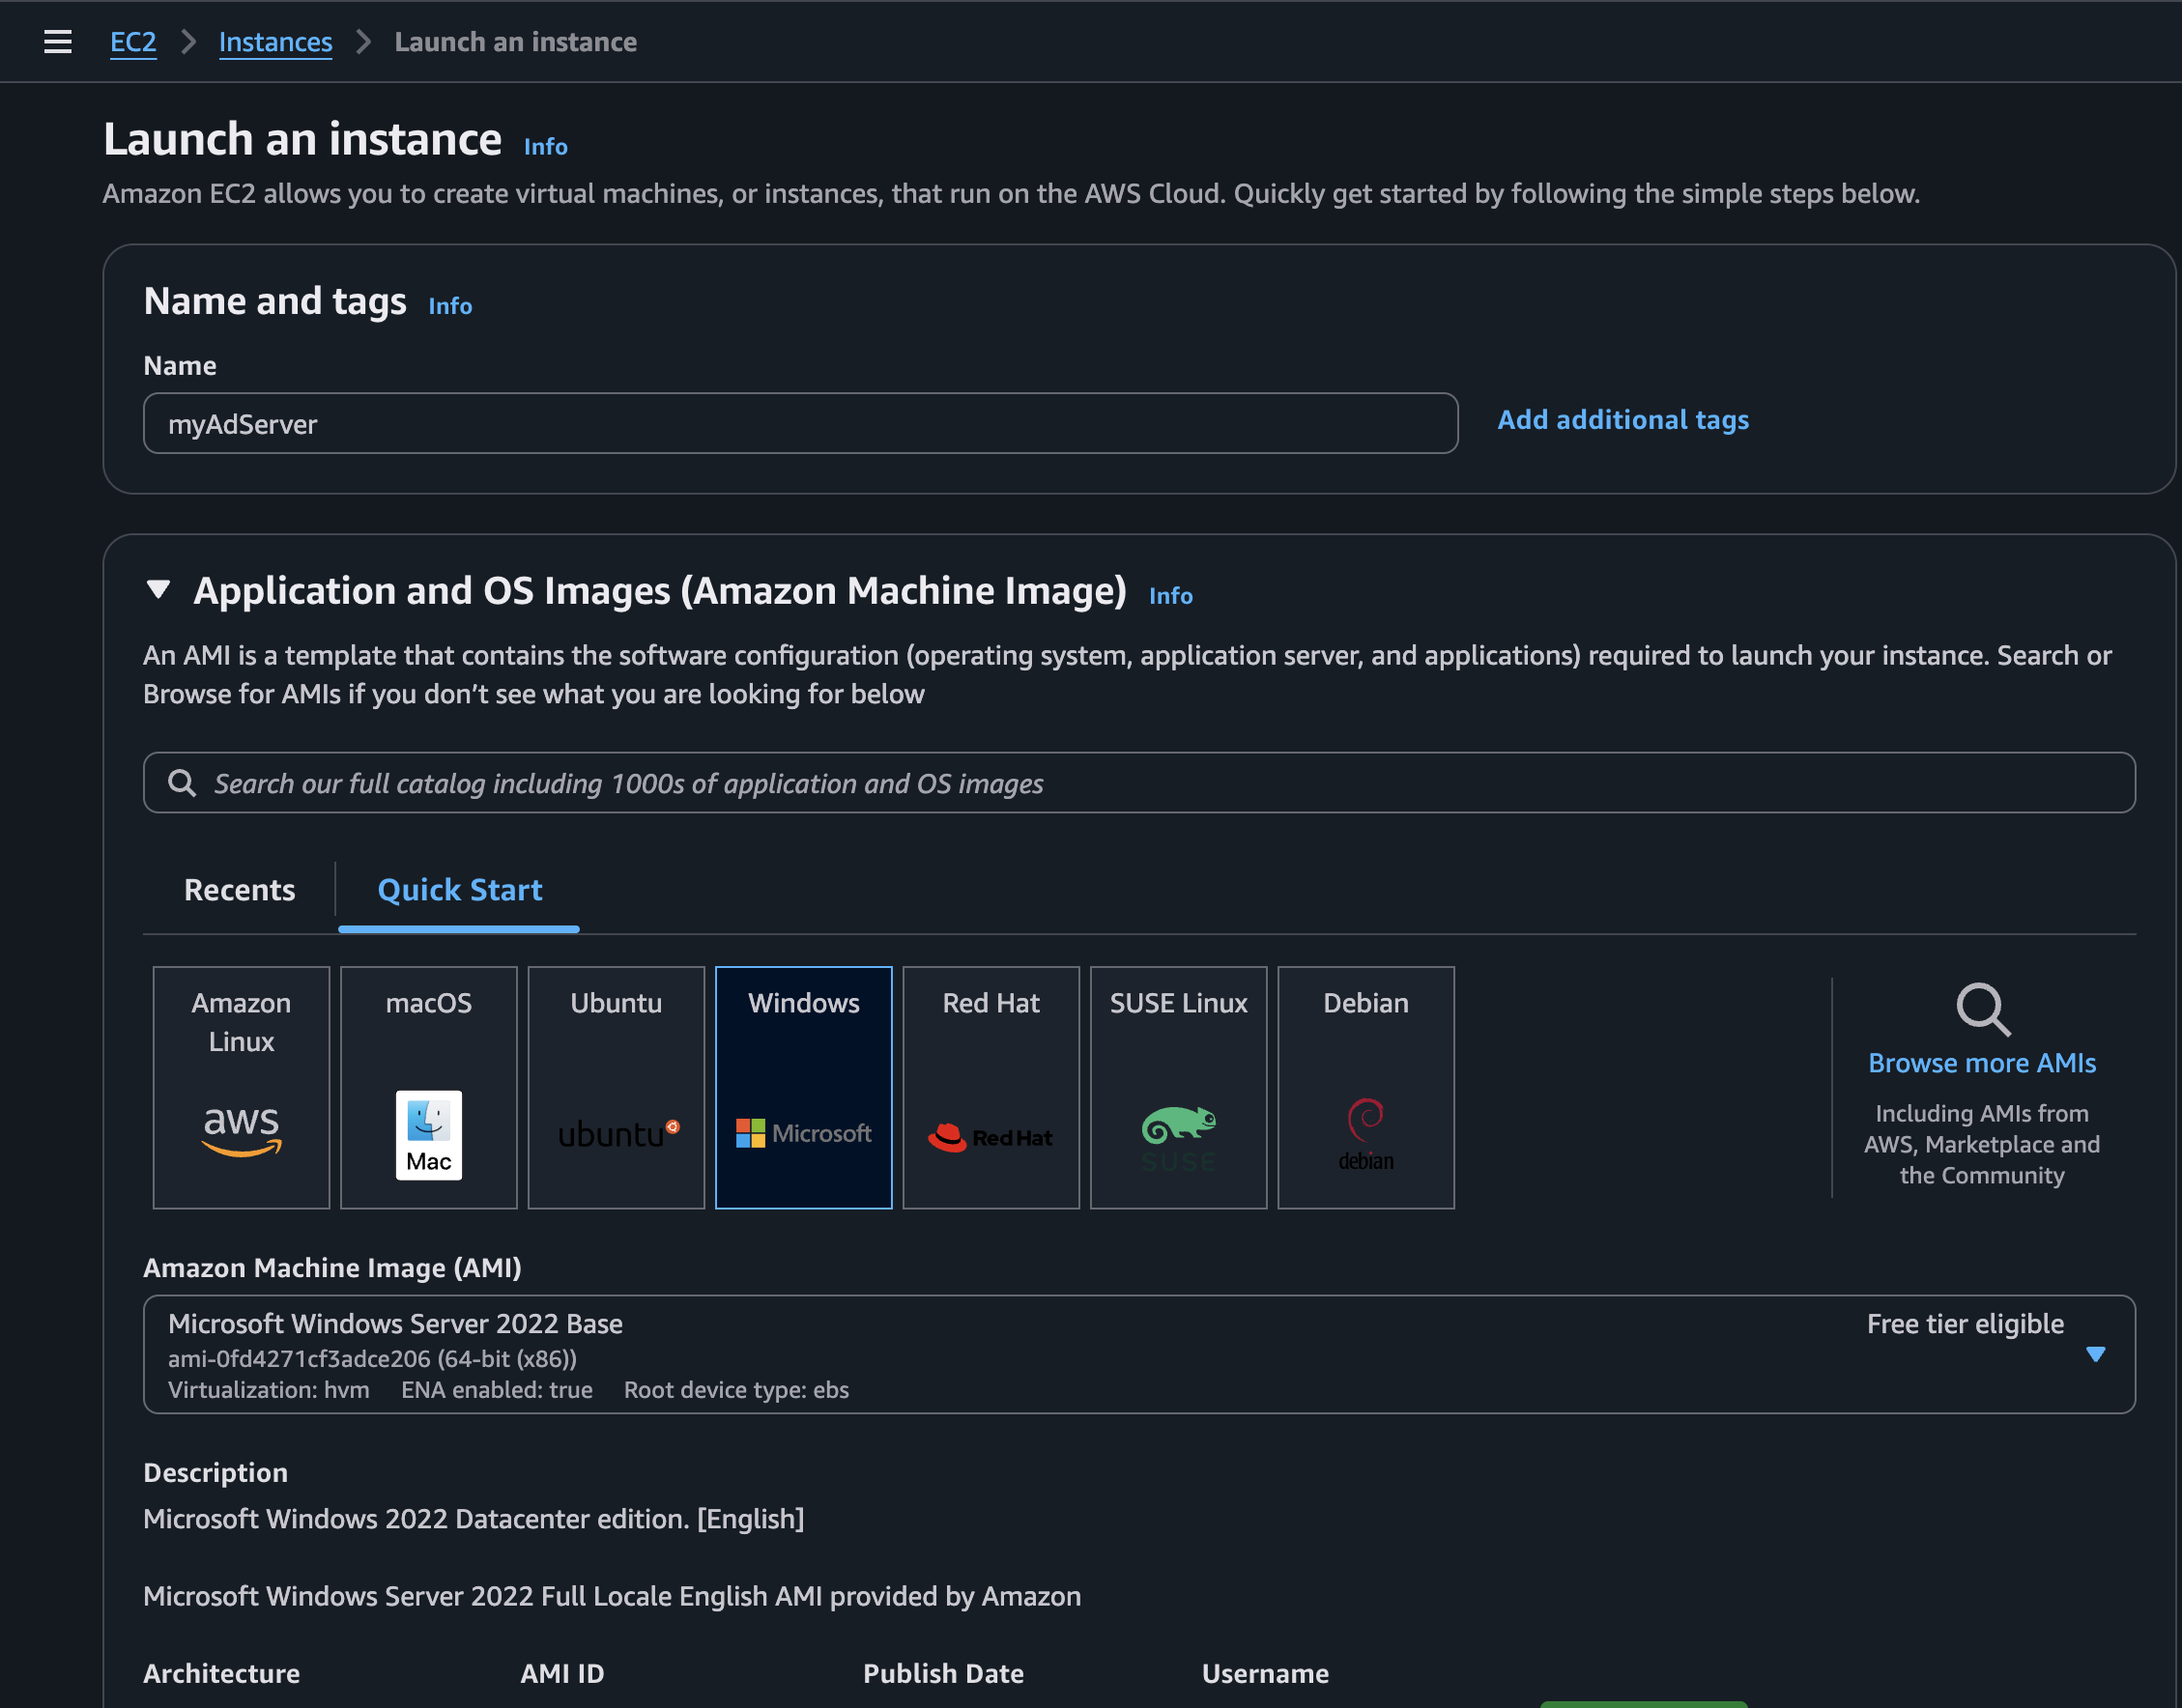 EC2 > Instances > Launch an instance
Launch an instance Info
Amazon EC2 allows you to create virtual machines, or instances, that run on the AWS Cloud. Quickly get started by following the simple steps below.
Name and tags Info
Name
myAdServer
Add additional tags
Application and OS Images (Amazon Machine Image) Info
An AMI is a template that contains the software configuration (operating system, application server, and applications) required to launch your instance. Search or
Browse for AMIs if you don’t see what you are looking for below
Search our full catalog including 1000s of application and OS images
Recents
Quick Start
Amazon
Linux
aws
macOS
Mac
Ubuntu
ubuntu
Windows
Microsoft
Red Hat
Red Hat
SUSE Linux
SUSE
Debian
debian
Browse more AMIs
Including AMIs from
AWS, Marketplace and
the Community
Amazon Machine Image (AMI)
Microsoft Windows Server 2022 Base
Free tier eligible
ami-0fd4271cf3adce206 (64-bit (x86))
Virtualization: hvm ENA enabled: true Root device type: ebs
Description
Microsoft Windows 2022 Datacenter edition. [English]
Microsoft Windows Server 2022 Full Locale English AMI provided by Amazon
Architecture AMI ID Publish Date Username